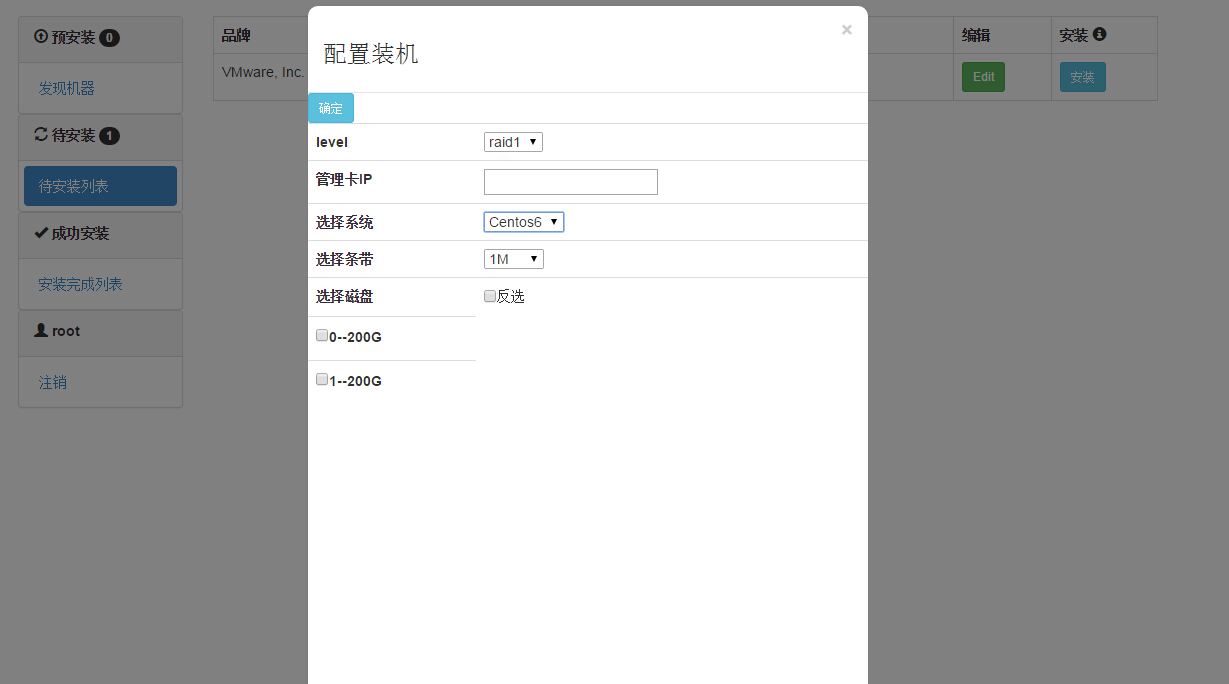 预安装 0
发现机器
待安装 1
待安装列表
成功安装
安装完成列表
root
注销
品牌
编辑
安装
VMware, Inc.
Edit
安装
配置装机
×
确定
level
raid1
管理卡IP
选择系统
Centos6
选择条带
1M
选择磁盘
反选
0--200G
1--200G